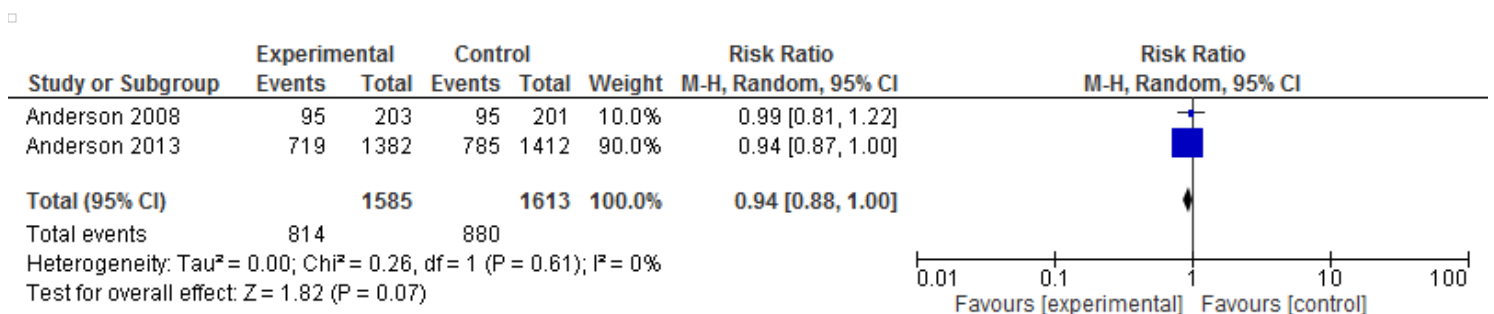 Experimental Control Risk Ratio Risk Ratio
Study or Subgroup Events Total Events Total Weight M-H, Random, 95% CI M-H, Random, 95% CI
Anderson 2008 95 203 95 201 10.0% 0.99 [0.81, 1.22]
Anderson 2013 719 1382 785 1412 90.0% 0.94 [0.87, 1.00]
Total (95% CI) 1585 1613 100.0% 0.94 [0.88, 1.00]
Total events 814 880
Heterogeneity: Tau² = 0.00; Chi² = 0.26, df = 1 (P = 0.61); I² = 0%
Test for overall effect: Z = 1.82 (P = 0.07)
0.01 0.1 1 10 100
Favours [experimental] Favours [control]